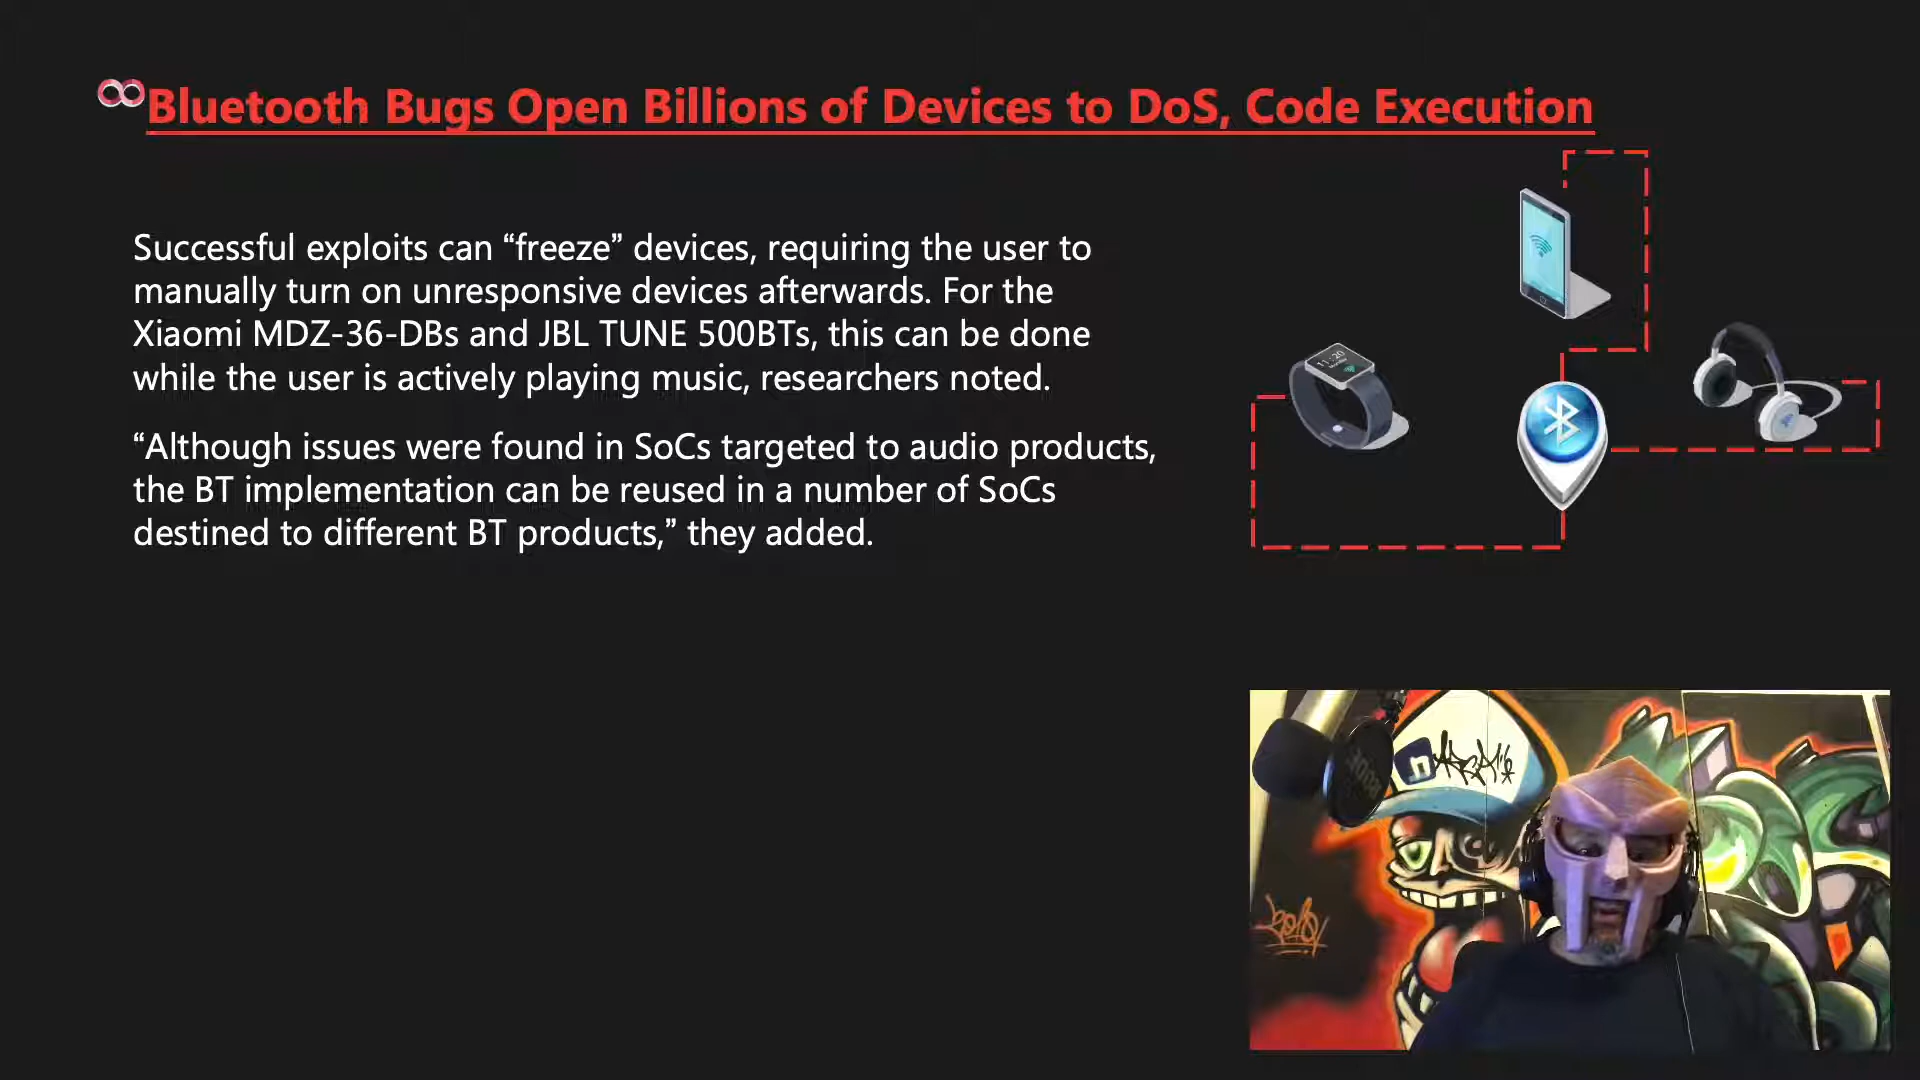 Bluetooth Bugs Open Billions of Devices to DoS, Code Execution
Successful exploits can “freeze” devices, requiring the user to
manually turn on unresponsive devices afterwards. For the
Xiaomi MDZ-36-DBs and JBL TUNE 500BTs, this can be done
while the user is actively playing music, researchers noted.
“Although issues were found in SoCs targeted to audio products,
the BT implementation can be reused in a number of SoCs
destined to different BT products,” they added.
11:20